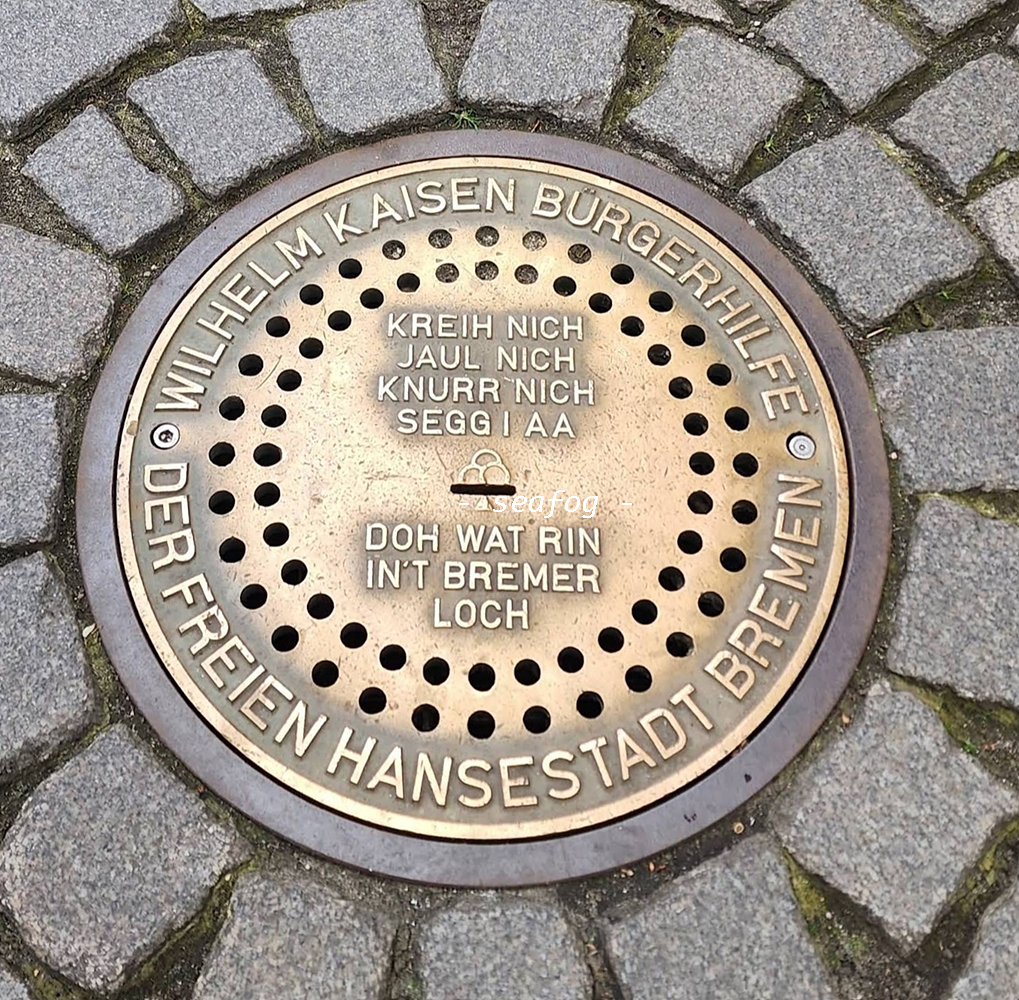 WILHELM KAISEN BÜRGERHILFE
KREIH NICH
JAUL NICH
KNURR NICH
SEGG I AA
- seafog -
DOH WAT RIN
IN'T BREMER
LOCH
DER FREIEN HANSESTADT BREMEN